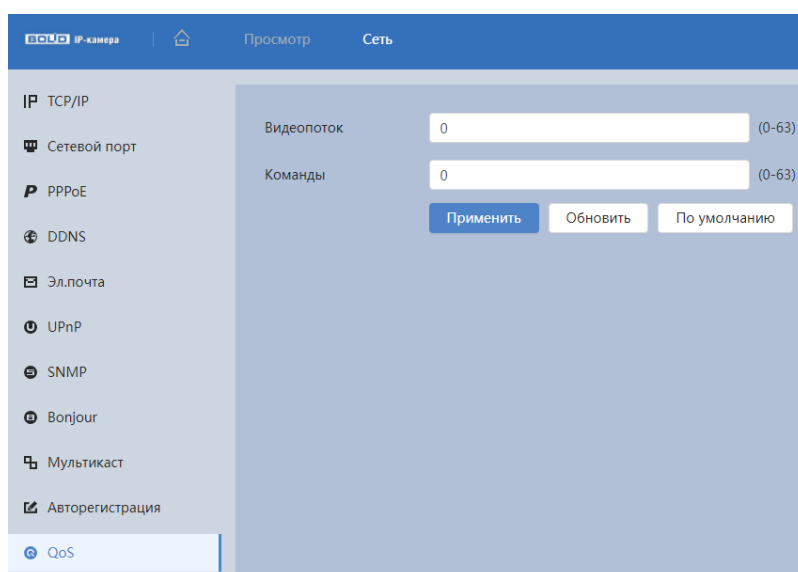 BOLID IP-камера Просмотр Сеть
TCP/IP
Сетевой порт
PPPoE
DDNS
Эл.почта
UPnP
SNMP
Bonjour
Мультикаст
Авторегистрация
QoS
Видеопоток 0 (0-63)
Команды 0 (0-63)
Применить Обновить По умолчанию